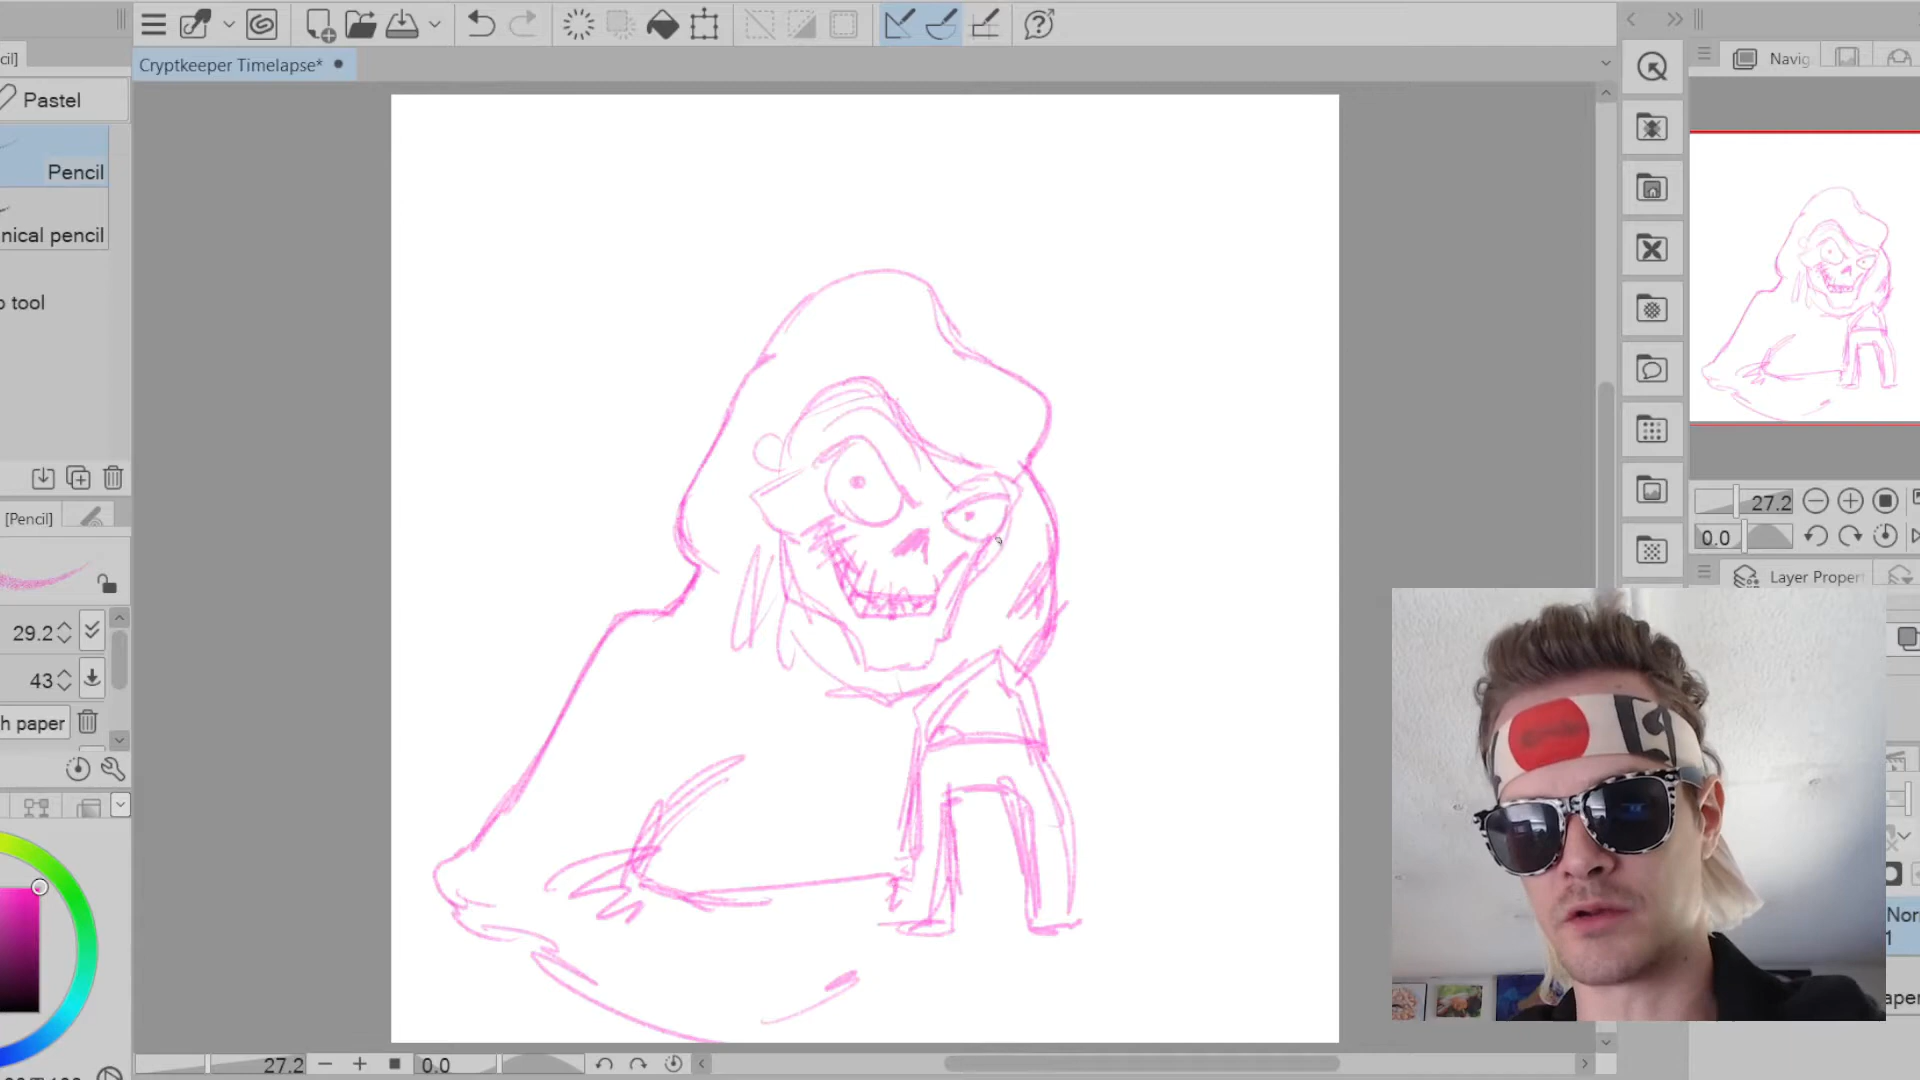 cil]
Cryptkeeper Timelapse*
Navig
Pastel
Pencil
nical pencil
o tool
27.2
0.0
[Pencil]
Layer Propert
29.2
43
h paper
Nor
1
aper
27.2
0.0